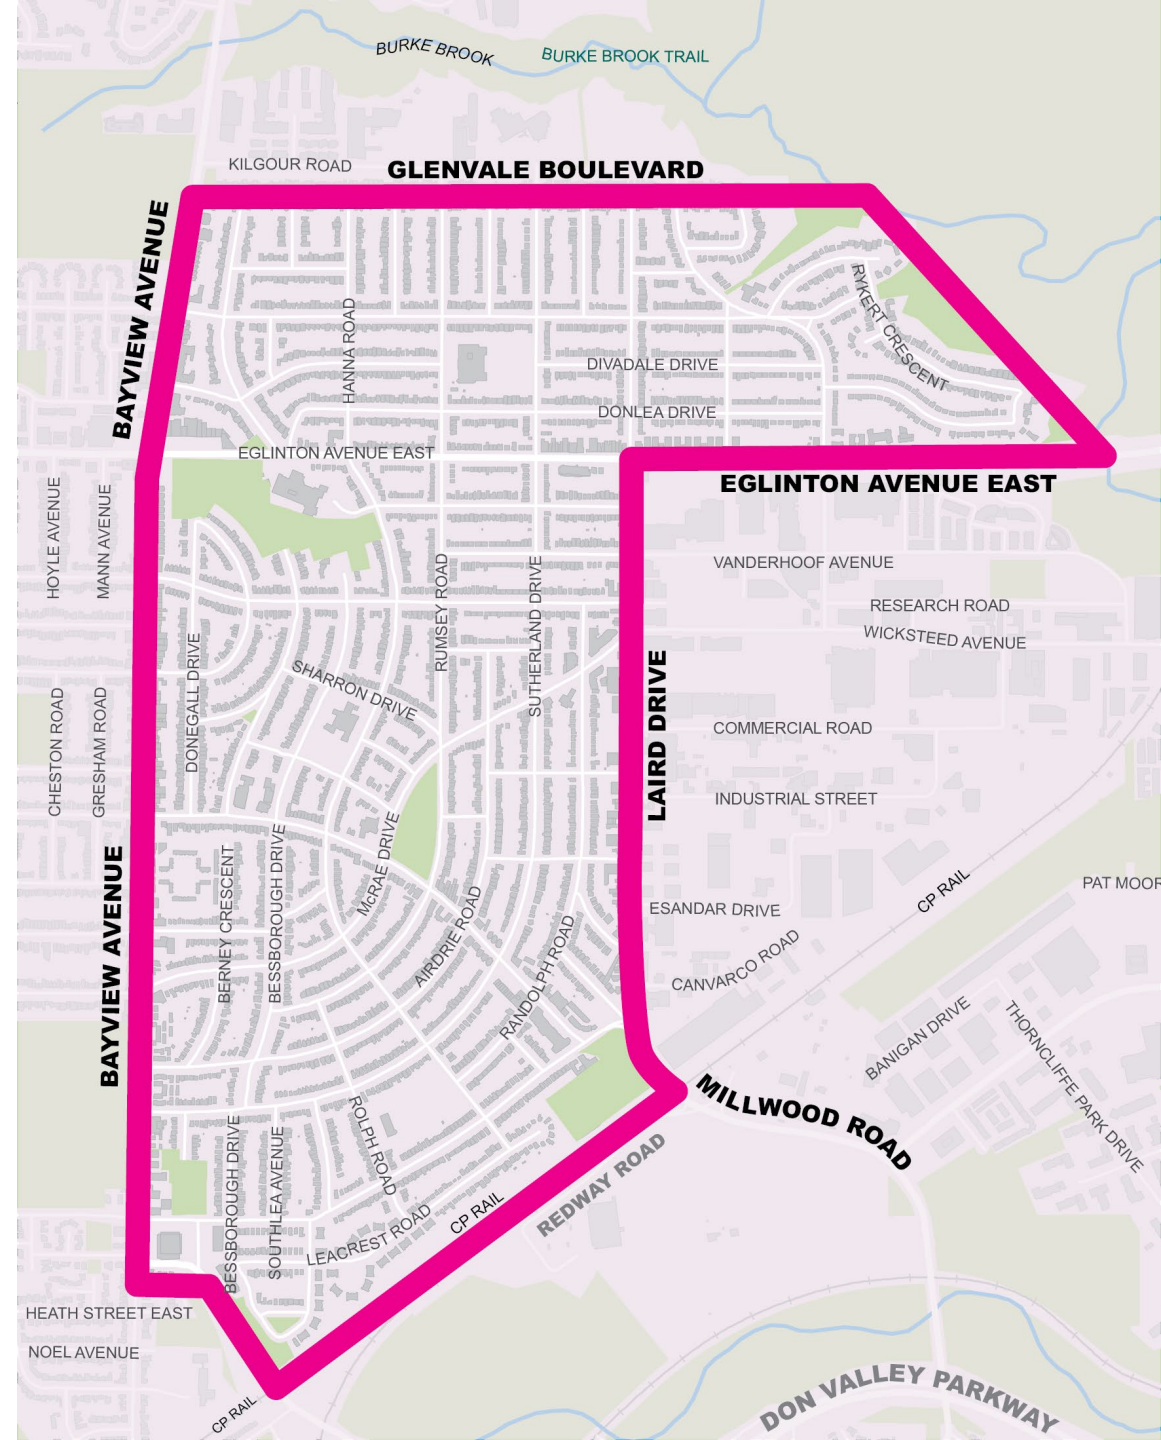 BURKE BROOK
BURKE BROOK TRAIL
KILGOUR ROAD
GLENVALE BOULEVARD
BAYVIEW AVENUE
RYKERT CRESCENT
HANNA ROAD
DIVADALE DRIVE
DONLEA DRIVE
EGLINTON AVENUE EAST
EGLINTON AVENUE EAST
HOYLE AVENUE
MANN AVENUE
VANDERHOOF AVENUE
RUMSEY ROAD
SUTHERLAND DRIVE
RESEARCH ROAD
WICKSTEED AVENUE
DONEGALL DRIVE
SHARRON DRIVE
LAIRD DRIVE
CHESTON ROAD
GRESHAM ROAD
COMMERCIAL ROAD
INDUSTRIAL STREET
BAYVIEW AVENUE
BERNEY CRESCENT
BESSBOROUGH DRIVE
McRAE DRIVE
AIRDRIE ROAD
RANDOLPH ROAD
ESANDAR DRIVE
CP RAIL
PAT MOOR
CANVARCO ROAD
BANIGAN DRIVE
THORNCLIFFE PARK DRIVE
MILLWOOD ROAD
ROLPH ROAD
BESSBOROUGH DRIVE
SOUTHLEA AVENUE
LEACREST ROAD
CP RAIL
REDWAY ROAD
HEATH STREET EAST
NOEL AVENUE
CP RAIL
DON VALLEY PARKWAY